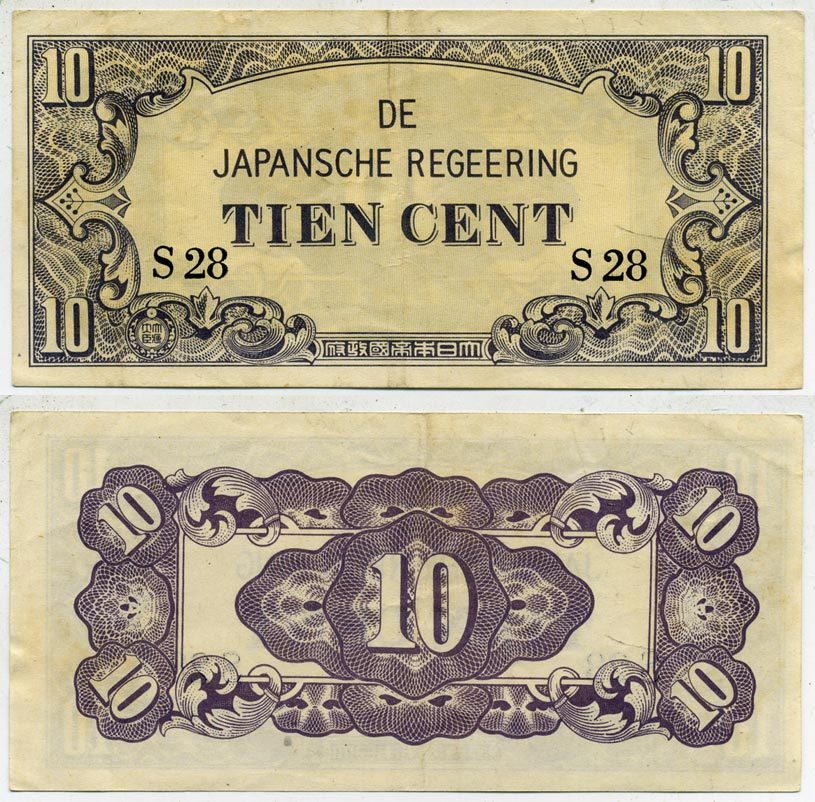 10 10
DE
JAPANSCHE REGEERING
TIEN CENT
S 28 S 28
10 10
府政國帝本日大
10 10
10
10 10